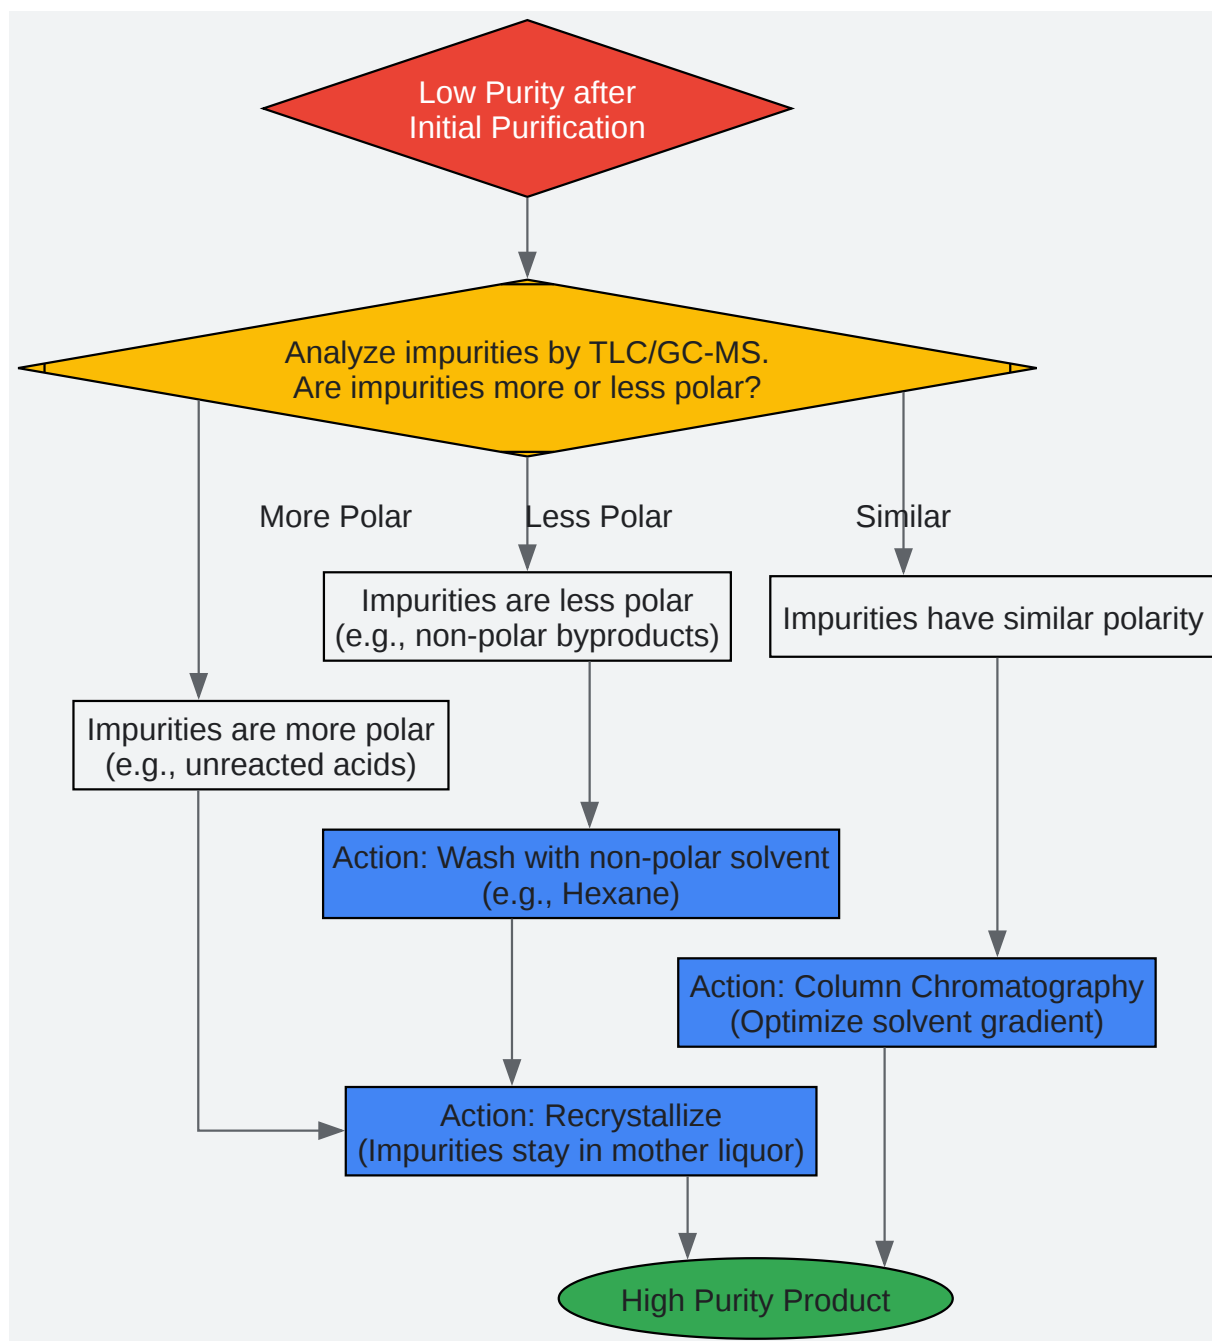 Low Purity after
Initial Purification
Analyze impurities by TLC/GC-MS.
Are impurities more or less polar?
More Polar
Less Polar
Similar
Impurities are less polar
(e.g., non-polar byproducts)
Impurities have similar polarity
Impurities are more polar
(e.g., unreacted acids)
Action: Wash with non-polar solvent
(e.g., Hexane)
Action: Column Chromatography
(Optimize solvent gradient)
Action: Recrystallize
(Impurities stay in mother liquor)
High Purity Product